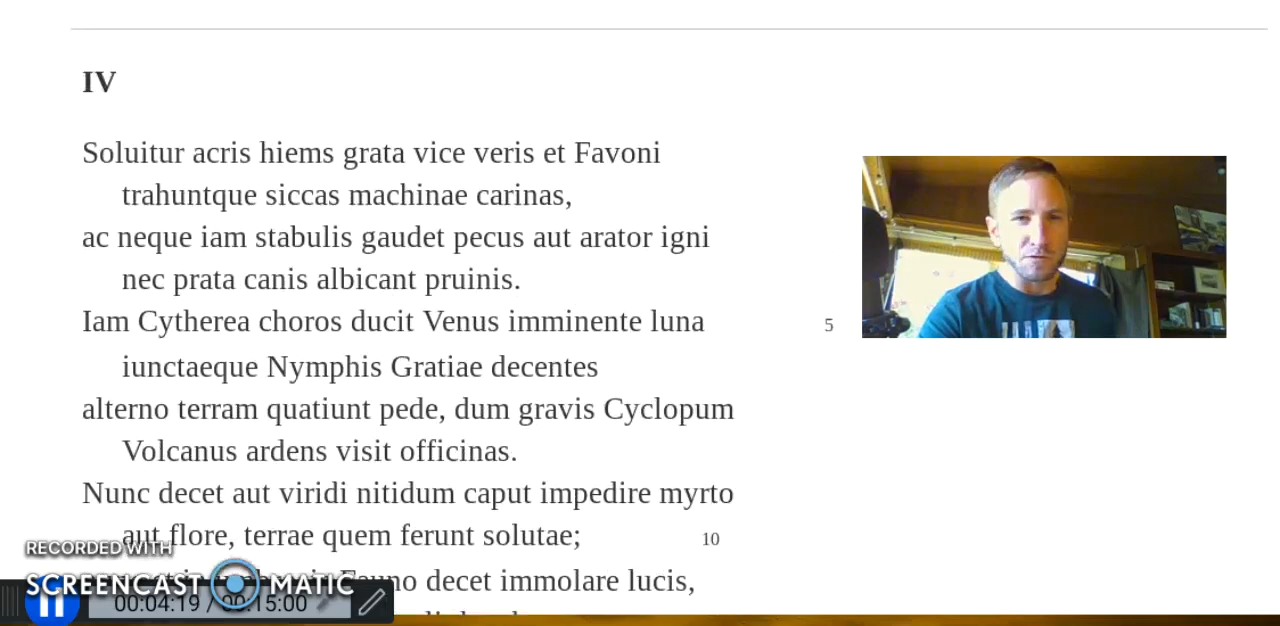 IV
Soluitur acris hiems grata vice veris et Favoni
trahuntque siccas machinae carinas,
ac neque iam stabulis gaudet pecus aut arator igni
nec prata canis albicant pruinis.
Iam Cytherea choros ducit Venus imminente luna
5
iunctaeque Nymphis Gratiae decentes
alterno terram quatiunt pede, dum gravis Cyclopum
Volcanus ardens visit officinas.
Nunc decet aut viridi nitidum caput impedire myrto
aut flore, terrae quem ferunt solutae;
10
decet immolare lucis,
RECORDED WITH
SCREENCAST MATIC
00:04:19 / 00:15:00